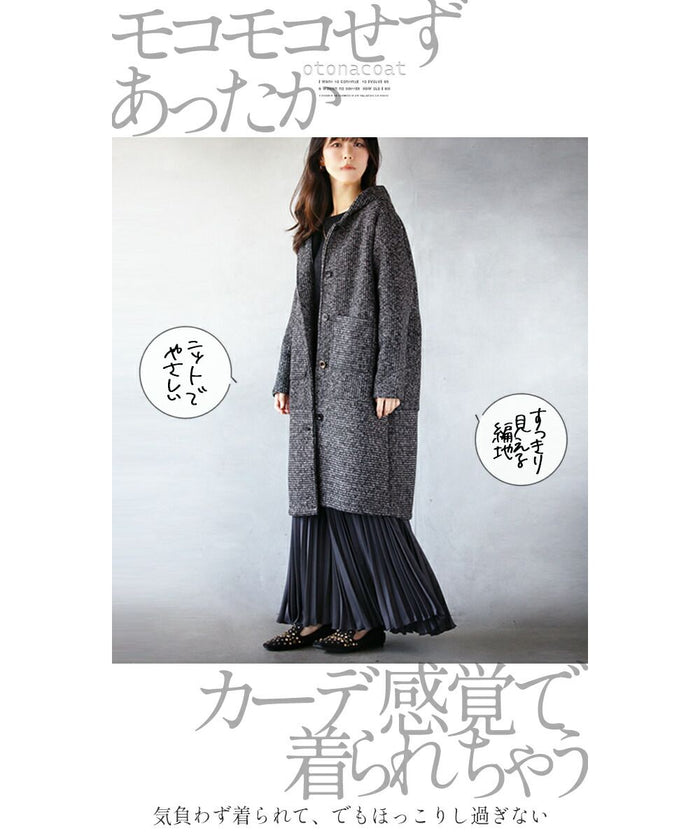 モコモコせず
あったか
otonacoat
ニットで
やさしい
すっきり
見える
編地
カーデ感覚で
着られちゃう
気負わず着られて、でもほっこりし過ぎない